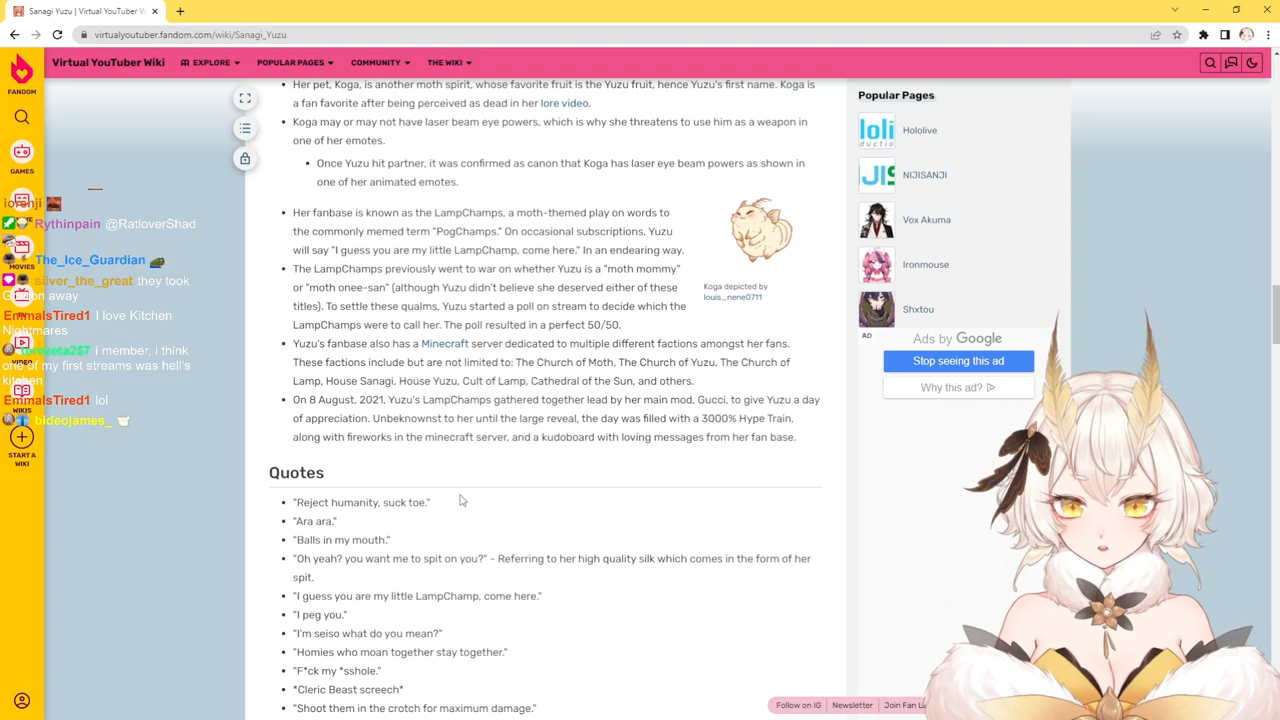 Sanagi Yuzu | Virtual YouTuber W
virtualyoutuber.fandom.com/wiki/Sanagi_Yuzu
Virtual YouTuber Wiki
EXPLORE
POPULAR PAGES
COMMUNITY
THE WIKI
FANDOM
GAMES
MOVIES
VIDEO
WIKIS
START A
WIKI
Rythinpain @RatloverShad
The_Ice_Guardian
silver_the_great they took
away
EmmaIsTired1 I love Kitchen
Nightmares
I member, i think
one of my first streams was hell's
kitchen
EmmaIsTired1 lol
bideojames_
Her pet, Koga, is another moth spirit, whose favorite fruit is the Yuzu fruit, hence Yuzu's first name. Koga is
a fan favorite after being perceived as dead in her lore video.
Koga may or may not have laser beam eye powers, which is why she threatens to use him as a weapon in
one of her emotes.
Once Yuzu hit partner, it was confirmed as canon that Koga has laser eye beam powers as shown in
one of her animated emotes.
Her fanbase is known as the LampChamps, a moth-themed play on words to
the commonly memed term "PogChamps." On occasional subscriptions, Yuzu
will say "I guess you are my little LampChamp, come here." In an endearing way.
The LampChamps previously went to war on whether Yuzu is a "moth mommy"
or "moth onee-san" (although Yuzu didn't believe she deserved either of these
titles). To settle these qualms, Yuzu started a poll on stream to decide which the
LampChamps were to call her. The poll resulted in a perfect 50/50.
Koga depicted by
louis_nene0711
Yuzu's fanbase also has a Minecraft server dedicated to multiple different factions amongst her fans.
These factions include but are not limited to: The Church of Moth, The Church of Yuzu, The Church of
Lamp, House Sanagi, House Yuzu, Cult of Lamp, Cathedral of the Sun, and others.
On 8 August, 2021, Yuzu's LampChamps gathered together lead by her main mod, Gucci, to give Yuzu a day
of appreciation. Unbeknownst to her until the large reveal, the day was filled with a 3000% Hype Train,
along with fireworks in the minecraft server, and a kudoboard with loving messages from her fan base.
Quotes
"Reject humanity, suck toe."
"Ara ara."
"Balls in my mouth."
"Oh yeah? you want me to spit on you?" - Referring to her high quality silk which comes in the form of her
spit.
"I guess you are my little LampChamp, come here."
"I peg you."
"I'm seiso what do you mean?"
"Homies who moan together stay together."
"F*ck my *sshole."
*Cleric Beast screech*
"Shoot them in the crotch for maximum damage."
Popular Pages
Hololive
NIJISANJI
Vox Akuma
Ironmouse
Shxtou
AD
Ads by Google
Stop seeing this ad
Why this ad?
Follow on IG
Newsletter
Join Fan